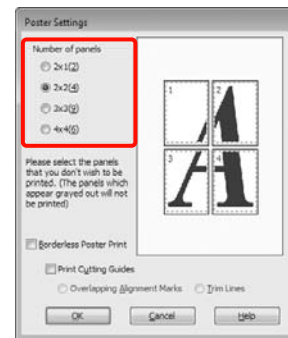 Poster Settings
Number of panels
2x1(2)
2x2(4)
3x3(9)
4x4(6)
Please select the panels
that you don't wish to be
printed. (The panels which
appear grayed out will not
be printed)
1 2
3 4
Borderless Poster Print
Print Cutting Guides
Overlapping Alignment Marks Trim Lines
OK Cancel Help